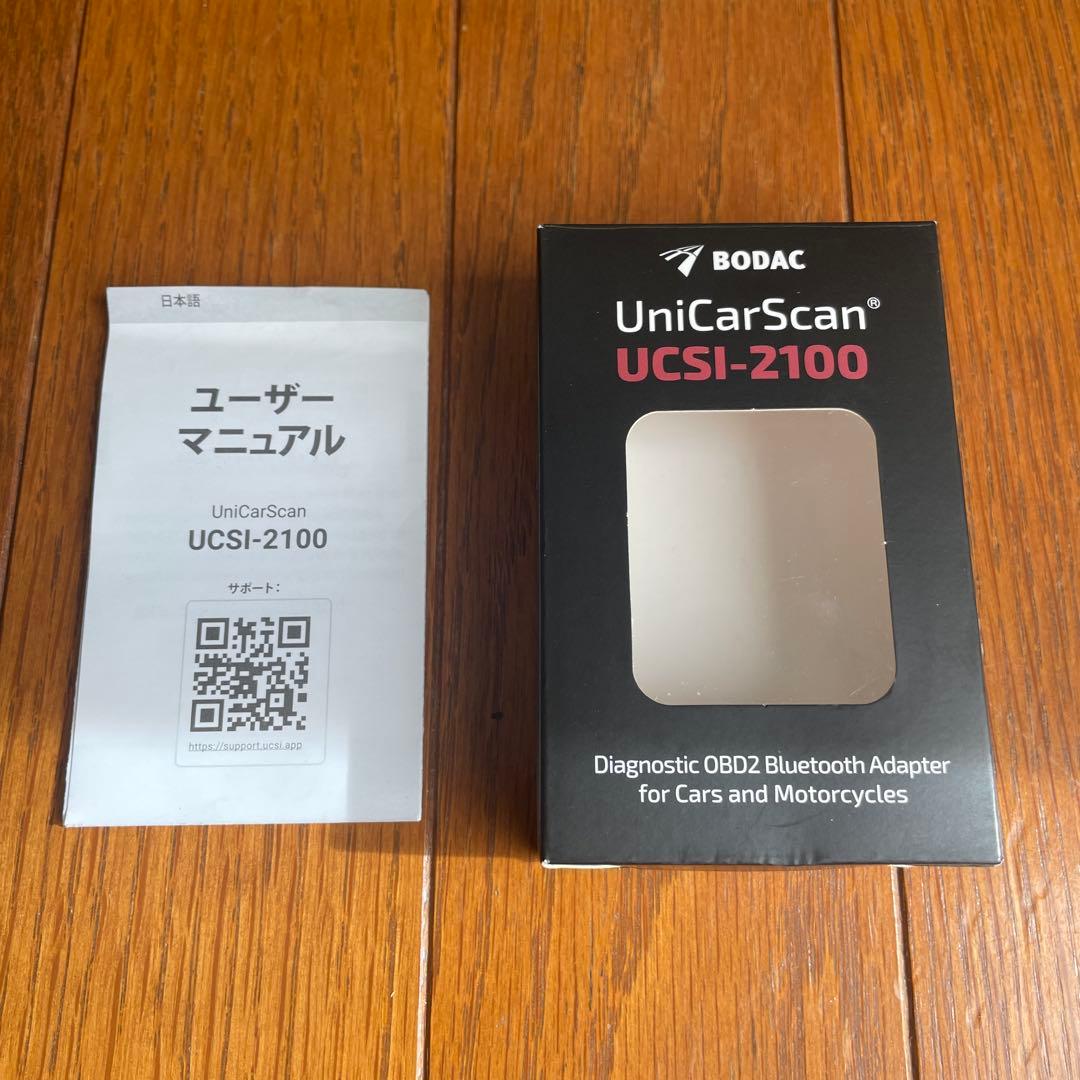 日本語
ユーザー
マニュアル
UniCarScan
UCSI-2100
サポート：
https://support.ucsi.app
BODAC
UniCarScan®
UCSI-2100
Diagnostic OBD2 Bluetooth Adapter
for Cars and Motorcycles